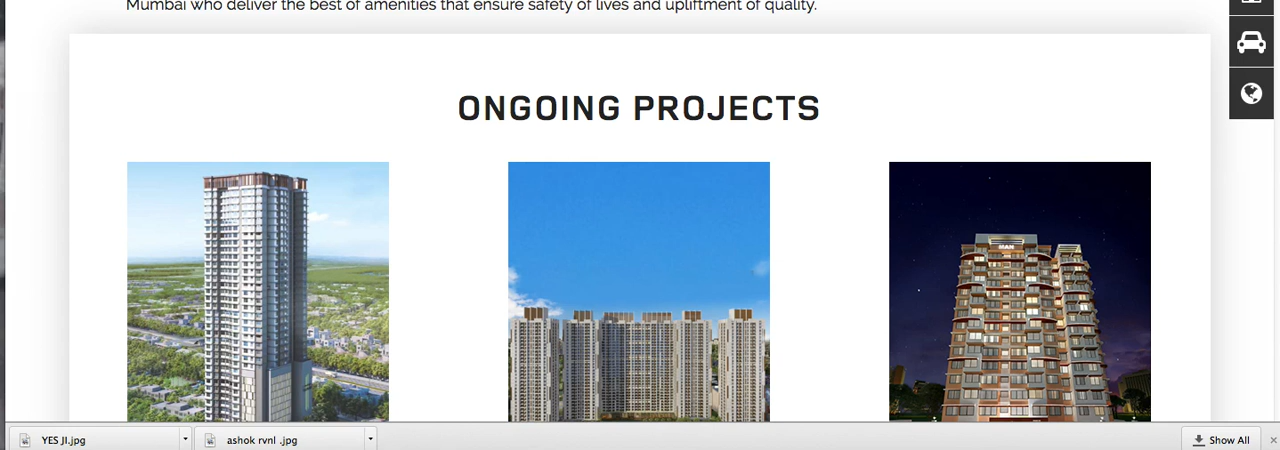 Mumbai who deliver the best of amenities that ensure safety of lives and upliftment of quality.
ONGOING PROJECTS
MAN
YES JI.jpg
ashok rvnl .jpg
Show All